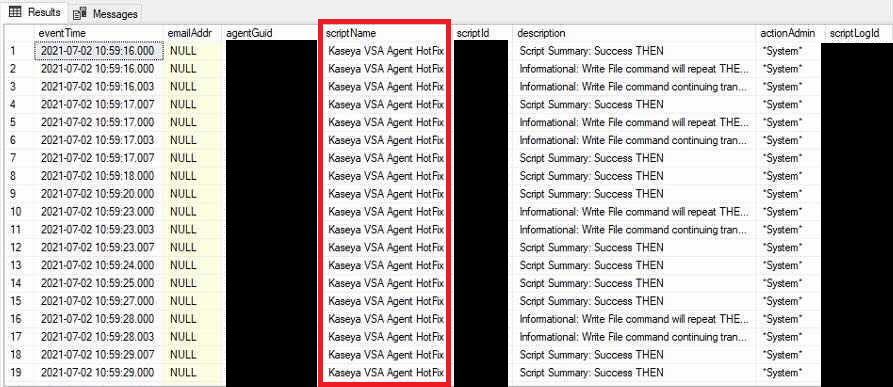 Results Messages
eventTime emailAddr agentGuid scriptName scriptId description actionAdmin scriptLogId
1 2021-07-02 10:59:16.000 NULL Kaseya VSA Agent HotFix Script Summary: Success THEN *System*
2 2021-07-02 10:59:16.000 NULL Kaseya VSA Agent HotFix Informational: Write File command will repeat THE... *System*
3 2021-07-02 10:59:16.003 NULL Kaseya VSA Agent HotFix Informational: Write File command continuing tran... *System*
4 2021-07-02 10:59:17.007 NULL Kaseya VSA Agent HotFix Script Summary: Success THEN *System*
5 2021-07-02 10:59:17.000 NULL Kaseya VSA Agent HotFix Informational: Write File command will repeat THE... *System*
6 2021-07-02 10:59:17.003 NULL Kaseya VSA Agent HotFix Informational: Write File command continuing tran... *System*
7 2021-07-02 10:59:17.007 NULL Kaseya VSA Agent HotFix Script Summary: Success THEN *System*
8 2021-07-02 10:59:18.000 NULL Kaseya VSA Agent HotFix Script Summary: Success THEN *System*
9 2021-07-02 10:59:20.000 NULL Kaseya VSA Agent HotFix Script Summary: Success THEN *System*
10 2021-07-02 10:59:23.000 NULL Kaseya VSA Agent HotFix Informational: Write File command will repeat THE... *System*
11 2021-07-02 10:59:23.003 NULL Kaseya VSA Agent HotFix Informational: Write File command continuing tran... *System*
12 2021-07-02 10:59:23.007 NULL Kaseya VSA Agent HotFix Script Summary: Success THEN *System*
13 2021-07-02 10:59:24.000 NULL Kaseya VSA Agent HotFix Script Summary: Success THEN *System*
14 2021-07-02 10:59:25.000 NULL Kaseya VSA Agent HotFix Script Summary: Success THEN *System*
15 2021-07-02 10:59:27.000 NULL Kaseya VSA Agent HotFix Script Summary: Success THEN *System*
16 2021-07-02 10:59:28.000 NULL Kaseya VSA Agent HotFix Informational: Write File command will repeat THE... *System*
17 2021-07-02 10:59:28.003 NULL Kaseya VSA Agent HotFix Informational: Write File command continuing tran... *System*
18 2021-07-02 10:59:29.007 NULL Kaseya VSA Agent HotFix Script Summary: Success THEN *System*
19 2021-07-02 10:59:29.000 NULL Kaseya VSA Agent HotFix Script Summary: Success THEN *System*